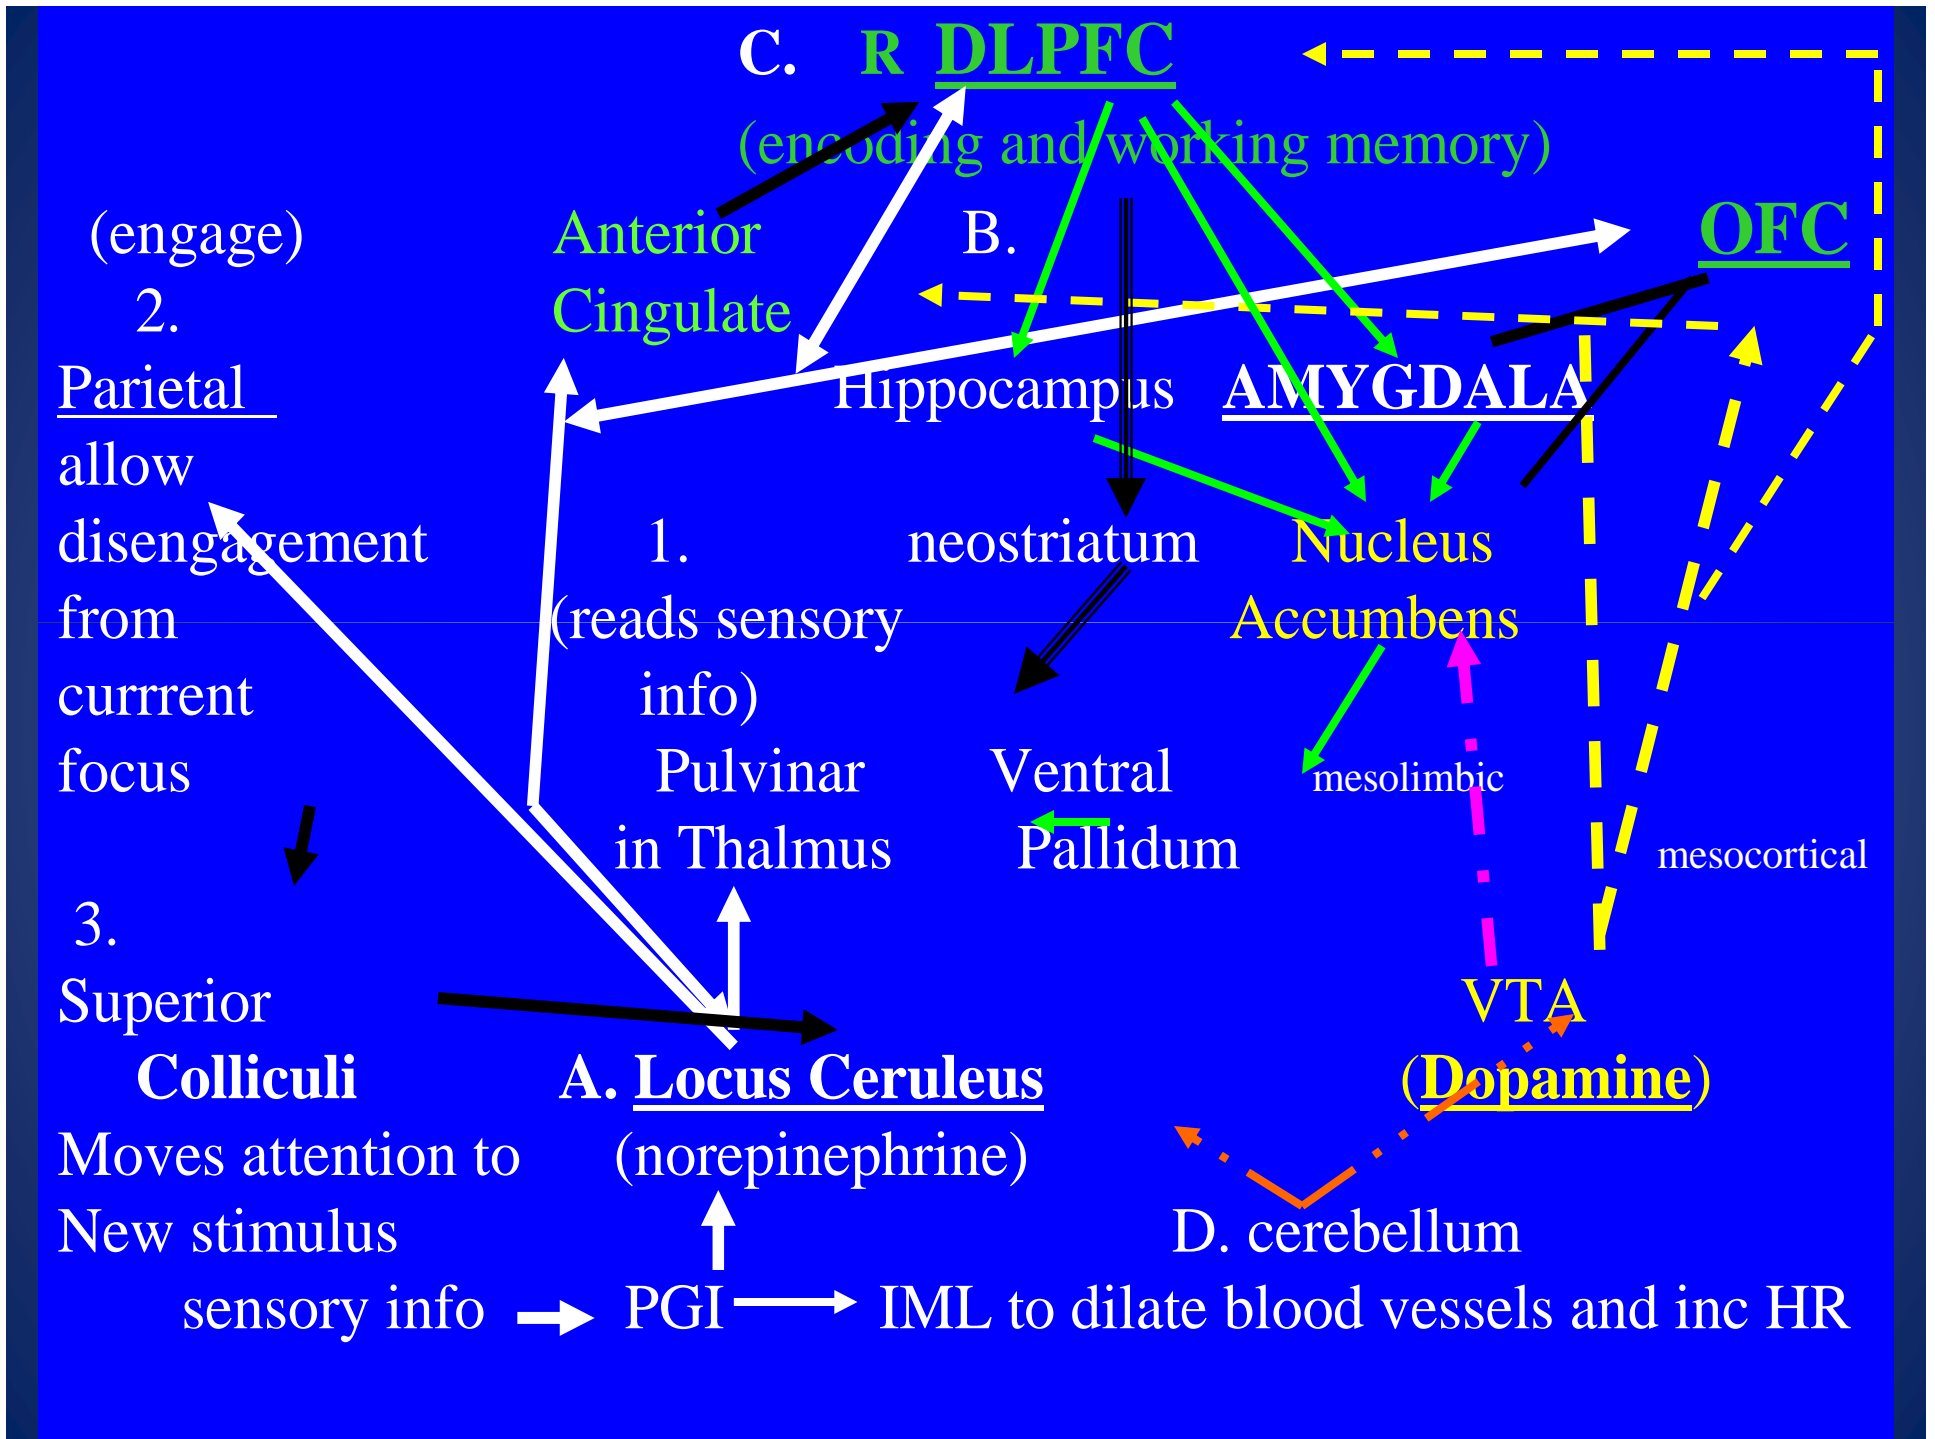 C. R DLPFC
(encoding and working memory)
(engage) Anterior B. OFC
2. Cingulate
Parietal Hippocampus AMYGDALA
allow
disengagement 1. neostriatum Nucleus
from (reads sensory Accumbens
currrent info)
focus Pulvinar Ventral mesolimbic
in Thalmus Pallidum mesocortical
3.
Superior VTA
Colliculi A. Locus Ceruleus (Dopamine)
Moves attention to (norepinephrine)
New stimulus D. cerebellum
sensory info PGI IML to dilate blood vessels and inc HR